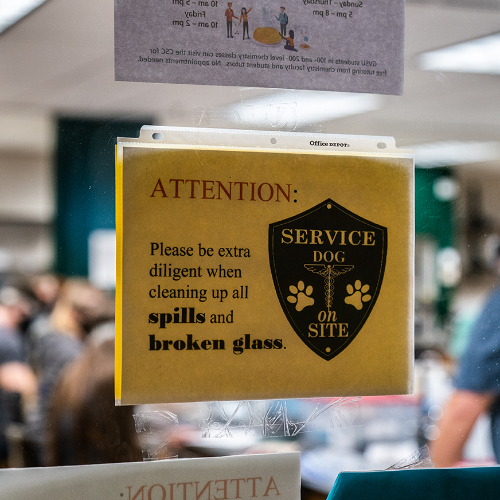 Sunday – Thursday
5 pm – 8 pm
10 am – 5 pm
Friday
10 am – 2 pm
GVSU students in 100- and 200- level chemistry classes can visit the CSC for
free tutoring from chemistry faculty and student tutors. No appointments needed.
Office DEPOT
ATTENTION:
Please be extra
diligent when
cleaning up all
spills and
broken glass.
SERVICE
DOG
on
SITE
ATTENTION: